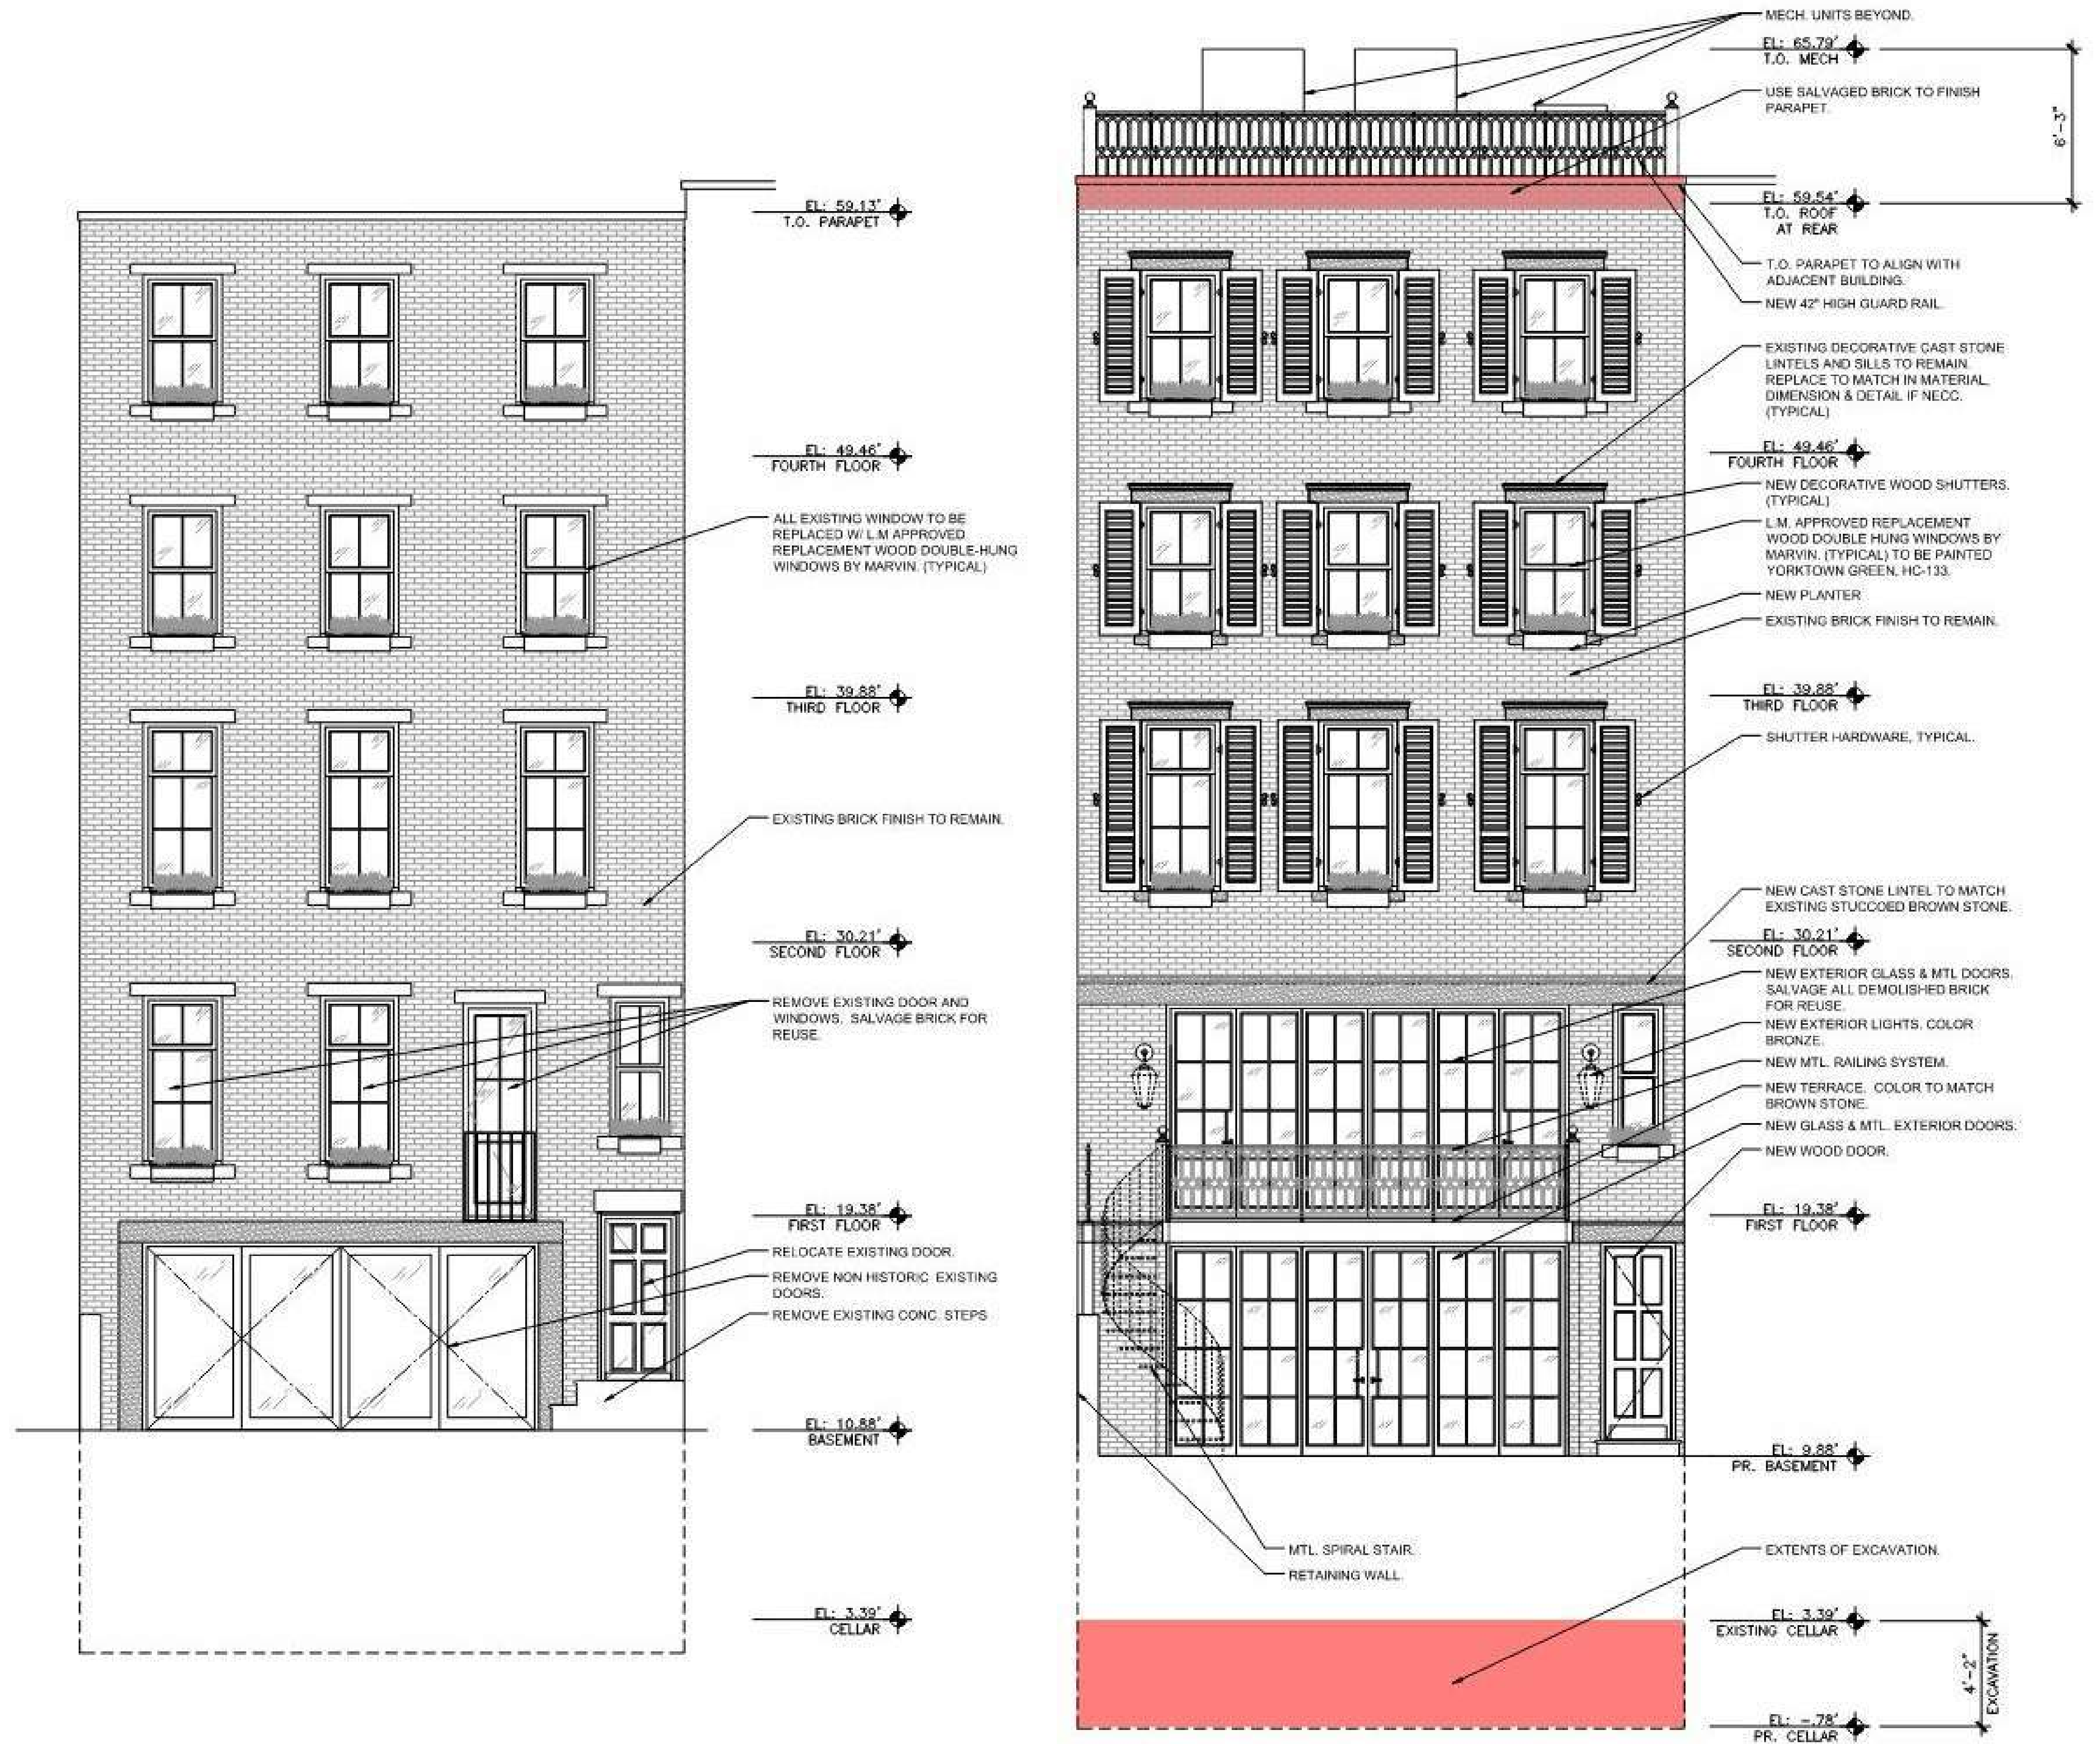 EL: 59.13'
T.O. PARAPET
EL: 49.46'
FOURTH FLOOR
ALL EXISTING WINDOW TO BE
REPLACED W/ L.M APPROVED
REPLACEMENT WOOD DOUBLE-HUNG
WINDOWS BY MARVIN. (TYPICAL)
EL: 39.88'
THIRD FLOOR
EXISTING BRICK FINISH TO REMAIN.
EL: 30.21'
SECOND FLOOR
REMOVE EXISTING DOOR AND
WINDOWS. SALVAGE BRICK FOR
REUSE.
EL: 19.38'
FIRST FLOOR
RELOCATE EXISTING DOOR.
REMOVE NON HISTORIC EXISTING
DOORS.
REMOVE EXISTING CONC. STEPS
EL: 10.88'
BASEMENT
EL: 3.39'
CELLAR
MECH. UNITS BEYOND.
EL: 65.79'
T.O. MECH
USE SALVAGED BRICK TO FINISH
PARAPET.
6'-3"
EL: 59.54'
T.O. ROOF
AT REAR
T.O. PARAPET TO ALIGN WITH
ADJACENT BUILDING.
NEW 42" HIGH GUARD RAIL.
EXISTING DECORATIVE CAST STONE
LINTELS AND SILLS TO REMAIN.
REPLACE TO MATCH IN MATERIAL,
DIMENSION & DETAIL IF NECC.
(TYPICAL)
EL: 49.46'
FOURTH FLOOR
NEW DECORATIVE WOOD SHUTTERS.
(TYPICAL)
L.M. APPROVED REPLACEMENT
WOOD DOUBLE HUNG WINDOWS BY
MARVIN. (TYPICAL) TO BE PAINTED
YORKTOWN GREEN, HC-133.
NEW PLANTER
EXISTING BRICK FINISH TO REMAIN.
EL: 39.88'
THIRD FLOOR
SHUTTER HARDWARE, TYPICAL.
NEW CAST STONE LINTEL TO MATCH
EXISTING STUCCOED BROWN STONE.
EL: 30.21'
SECOND FLOOR
NEW EXTERIOR GLASS & MTL DOORS.
SALVAGE ALL DEMOLISHED BRICK
FOR REUSE.
NEW EXTERIOR LIGHTS, COLOR
BRONZE.
NEW MTL. RAILING SYSTEM.
NEW TERRACE. COLOR TO MATCH
BROWN STONE.
NEW GLASS & MTL. EXTERIOR DOORS.
NEW WOOD DOOR.
EL: 19.38'
FIRST FLOOR
EL: 9.88'
PR. BASEMENT
MTL. SPIRAL STAIR.
RETAINING WALL.
EXTENTS OF EXCAVATION.
EL: 3.39'
EXISTING CELLAR
4'-2"
EXCAVATION
EL: -.78'
PR. CELLAR